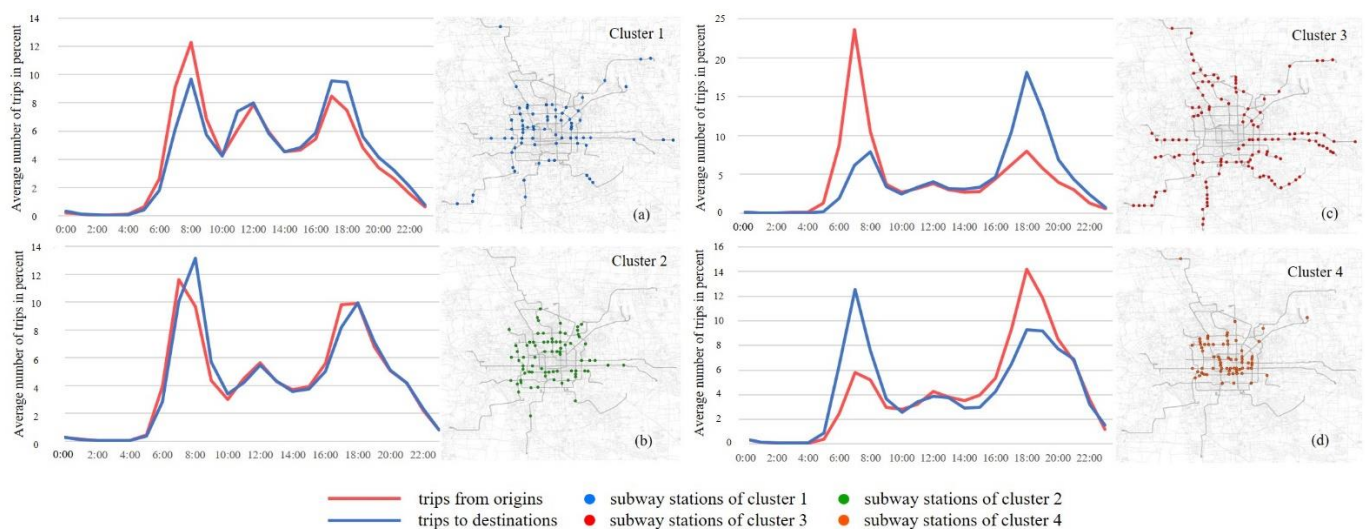 Average number of trips in percent
14
12
10
8
6
4
2
0
0:00 2:00 4:00 6:00 8:00 10:00 12:00 14:00 16:00 18:00 20:00 22:00
Cluster 1
(a)
Average number of trips in percent
25
20
15
10
5
0
0:00 2:00 4:00 6:00 8:00 10:00 12:00 14:00 16:00 18:00 20:00 22:00
Cluster 3
(c)
Average number of trips in percent
14
12
10
8
6
4
2
0
0:00 2:00 4:00 6:00 8:00 10:00 12:00 14:00 16:00 18:00 20:00 22:00
Cluster 2
(b)
Average number of trips in percent
16
14
12
10
8
6
4
2
0
0:00 2:00 4:00 6:00 8:00 10:00 12:00 14:00 16:00 18:00 20:00 22:00
Cluster 4
(d)
trips from origins subway stations of cluster 1 subway stations of cluster 2
trips to destinations subway stations of cluster 3 subway stations of cluster 4